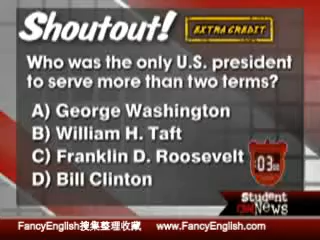 Shoutout! EXTRA CREDIT
Who was the only U.S. president
to serve more than two terms?
A) George Washington
B) William H. Taft
C) Franklin D. Roosevelt
D) Bill Clinton
:03
Student
CNN News
FancyEnglish搜集整理收藏 www.FancyEnglish.com